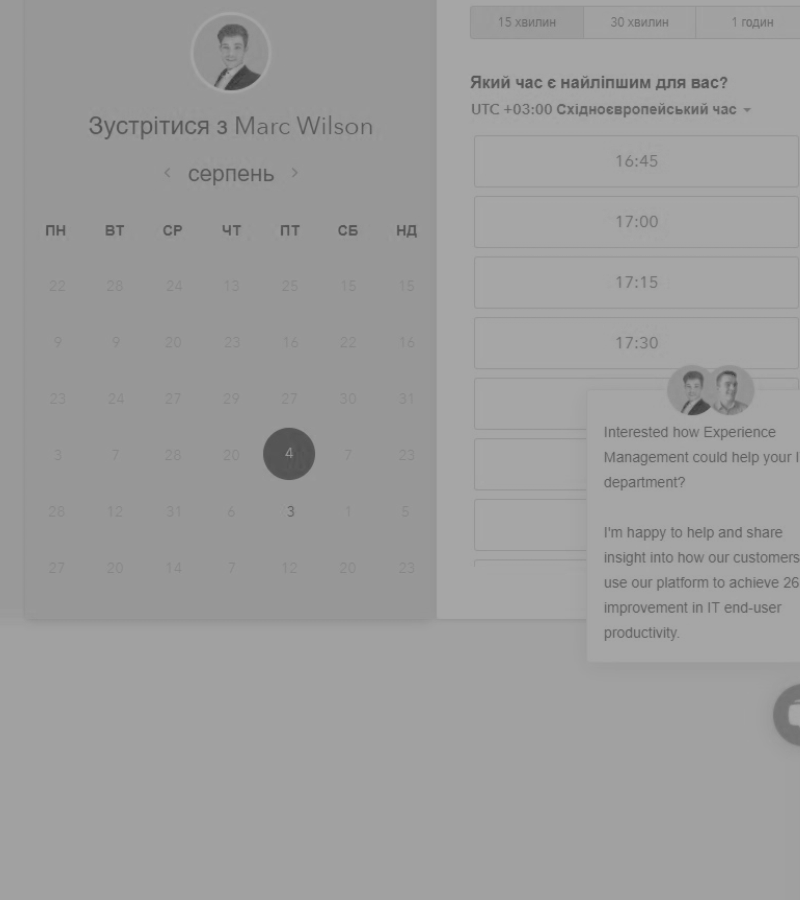 Зустрітися з Marc Wilson
серпень
ПН ВТ СР ЧТ ПТ СБ НД
22 28 24 13 25 15 15
9 9 20 23 16 22 16
23 24 27 29 27 30 31
3 7 28 20 4 7 23
28 12 31 6 3 1 5
27 20 14 7 12 20 23
15 хвилин 30 хвилин 1 годин
Який час є найліпшим для вас?
UTC +03:00 Східноєвропейський час
16:45
17:00
17:15
17:30
Interested how Experience
Management could help your I
department?
I'm happy to help and share
insight into how our customers
use our platform to achieve 26
improvement in IT end-user
productivity.